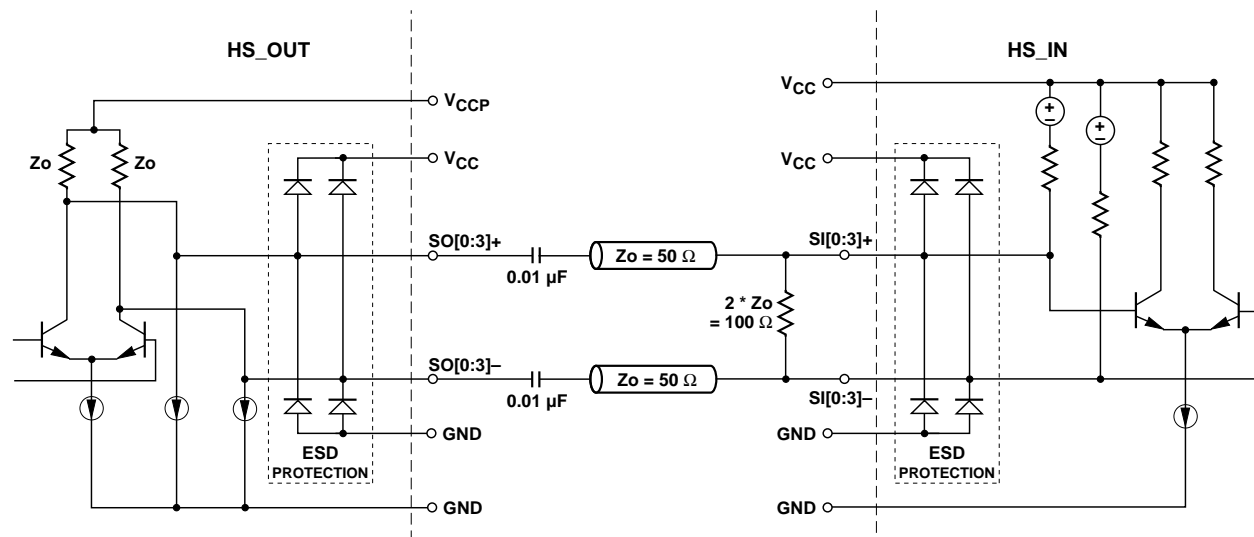 HS_OUT
HS_IN
VCCP
VCC
Zo
Zo
VCC
VCC
SO[0:3]+
0.01 µF
Zo = 50 Ω
SI[0:3]+
2 * Zo
= 100 Ω
SO[0:3]–
0.01 µF
Zo = 50 Ω
SI[0:3]–
GND
GND
ESD
PROTECTION
ESD
PROTECTION
GND
GND